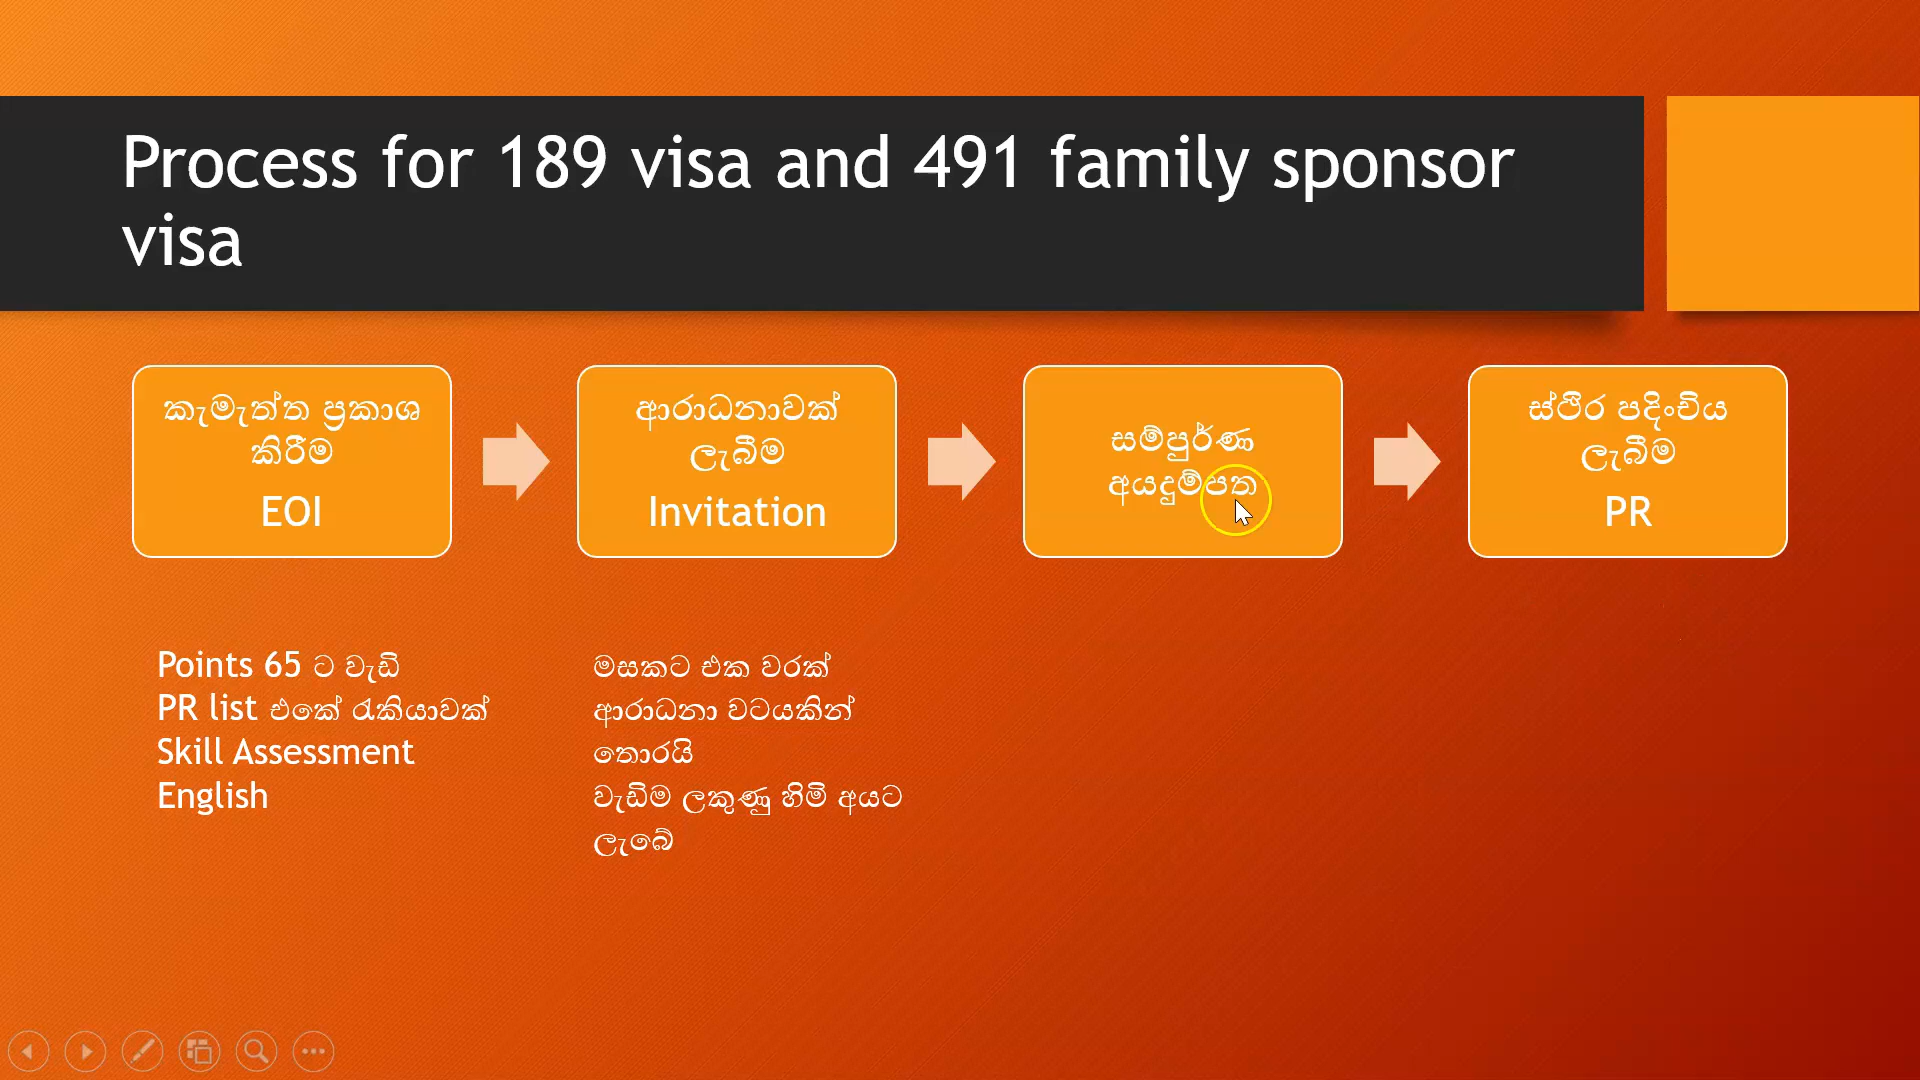 Process for 189 visa and 491 family sponsor
visa
කැමැත්ත ප්‍රකාශ
කිරීම
EOI
ආරාධනාවක්
ලැබීම
Invitation
සම්පුර්ණ
අයදුම්පත
ස්ථිර පදිංචිය
ලැබීම
PR
Points 65 ට වැඩි
PR list එකේ රැකියාවක්
Skill Assessment
English
මසකට එක වරක්
ආරාධනා වටයකින්
තොරයි
වැඩිම ලකුණු හිමි අයට
ලැබේ